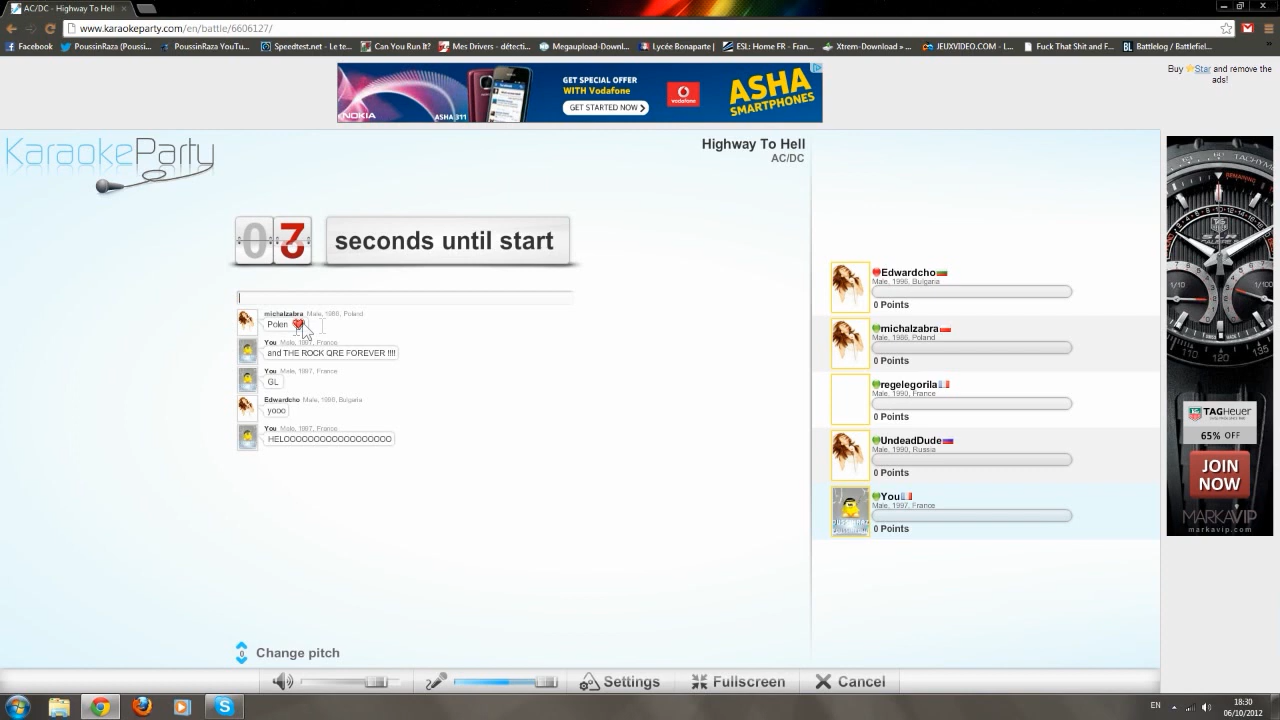 AC/DC - Highway To Hell
www.karaokeparty.com/en/battle/6606127/
Facebook PoussinRaza (Poussi... PoussinRaza YouTu... Speedtest.net - Le te... Can You Run It? Mes Drivers - détecti... Megaupload-Downl... Lycée Bonaparte | ESL: Home FR - Fran... Xtrem-Download » ... JEUXVIDEO.COM - L... Fuck That Shit and F... Battlelog / Battlefiel...
NOKIA
ASHA 311
GET SPECIAL OFFER
WITH Vodafone
GET STARTED NOW
vodafone
ASHA
SMARTPHONES
Buy Star and remove the
ads!
KaraokeParty
Highway To Hell
AC/DC
seconds until start
michalzabra Male, 1986, Poland
Polen
You Male, 1997, France
and THE ROCK QRE FOREVER !!!!
You Male, 1997, France
GL
Edwardcho Male, 1996, Bulgaria
yooo
You Male, 1997, France
HELOOOOOOOOOOOOOOOOOO
Edwardcho
Male, 1996, Bulgaria
0 Points
michalzabra
Male, 1986, Poland
0 Points
regelegorila
Male, 1990, France
0 Points
UndeadDude
Male, 1990, Russia
0 Points
You
Male, 1997, France
0 Points
TAGHeuer
65% OFF
JOIN
NOW
MARKAVIP
markavip.com
0 Change pitch
Settings Fullscreen Cancel
EN
18:30
06/10/2012